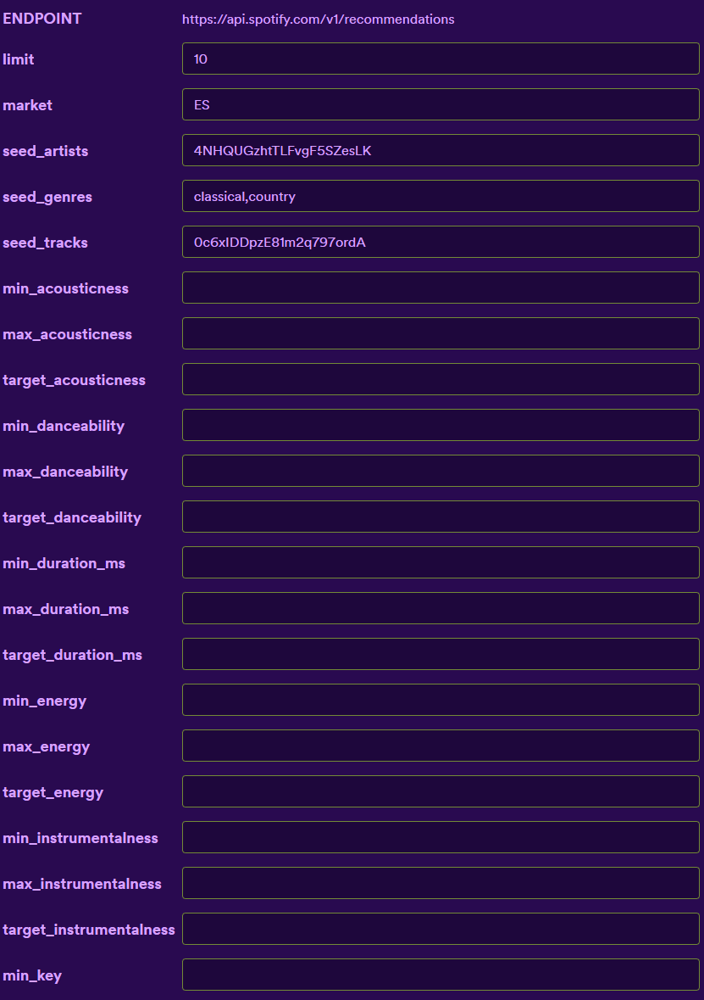 ENDPOINT https://api.spotify.com/v1/recommendations
limit 10
market ES
seed_artists 4NHQUGzhtTLFvgF5SZesLK
seed_genres classical,country
seed_tracks 0c6xIDDpzE81m2q797ordA
min_acousticness
max_acousticness
target_acousticness
min_danceability
max_danceability
target_danceability
min_duration_ms
max_duration_ms
target_duration_ms
min_energy
max_energy
target_energy
min_instrumentalness
max_instrumentalness
target_instrumentalness
min_key